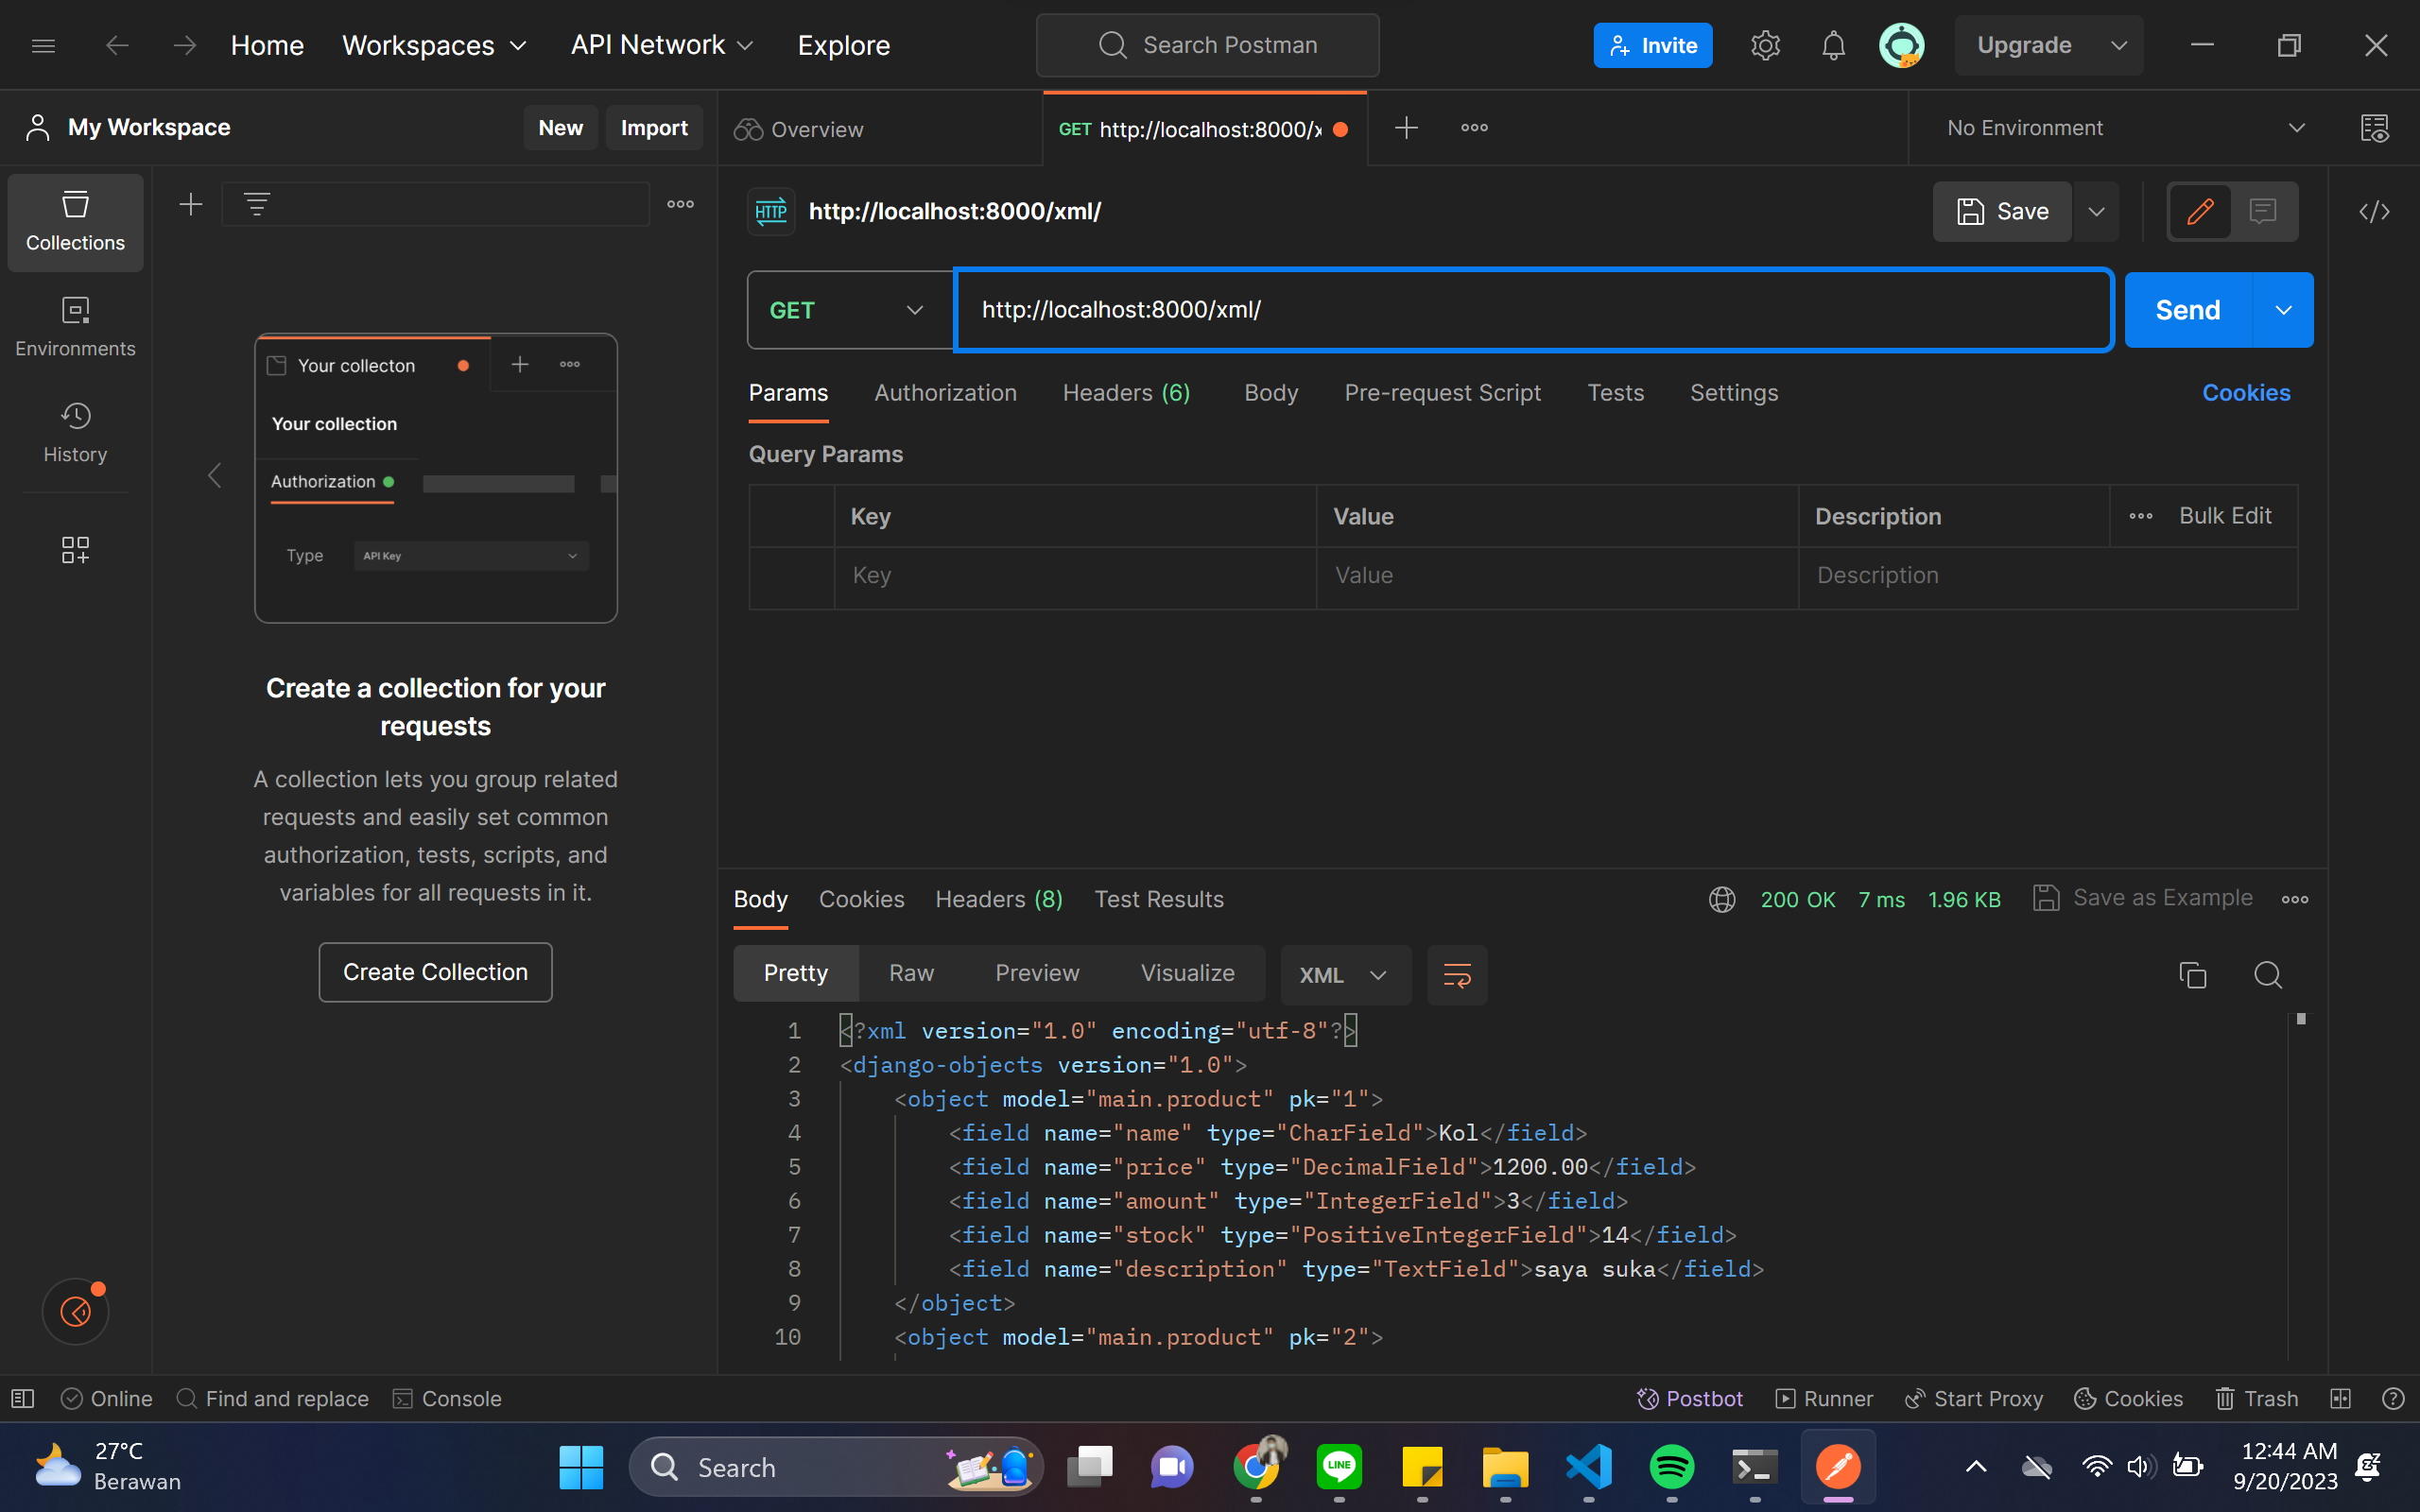 Home Workspaces API Network Explore Search Postman Invite Upgrade
My Workspace New Import Overview GET http://localhost:8000/x No Environment
Collections
Environments
History
Your collecton
Your collection
Authorization
Type API Key
Create a collection for your
requests
A collection lets you group related
requests and easily set common
authorization, tests, scripts, and
variables for all requests in it.
Create Collection
HTTP http://localhost:8000/xml/ Save
GET http://localhost:8000/xml/ Send
Params Authorization Headers (6) Body Pre-request Script Tests Settings Cookies
Query Params
Key Value Description Bulk Edit
Key Value Description
Body Cookies Headers (8) Test Results 200 OK 7 ms 1.96 KB Save as Example
Pretty Raw Preview Visualize XML
1 <?xml version="1.0" encoding="utf-8"?>
2 <django-objects version="1.0">
3 <object model="main.product" pk="1">
4 <field name="name" type="CharField">Kol</field>
5 <field name="price" type="DecimalField">1200.00</field>
6 <field name="amount" type="IntegerField">3</field>
7 <field name="stock" type="PositiveIntegerField">14</field>
8 <field name="description" type="TextField">saya suka</field>
9 </object>
10 <object model="main.product" pk="2">
Online Find and replace Console Postbot Runner Start Proxy Cookies Trash
27°C
Berawan
Search
LINE
12:44 AM
9/20/2023